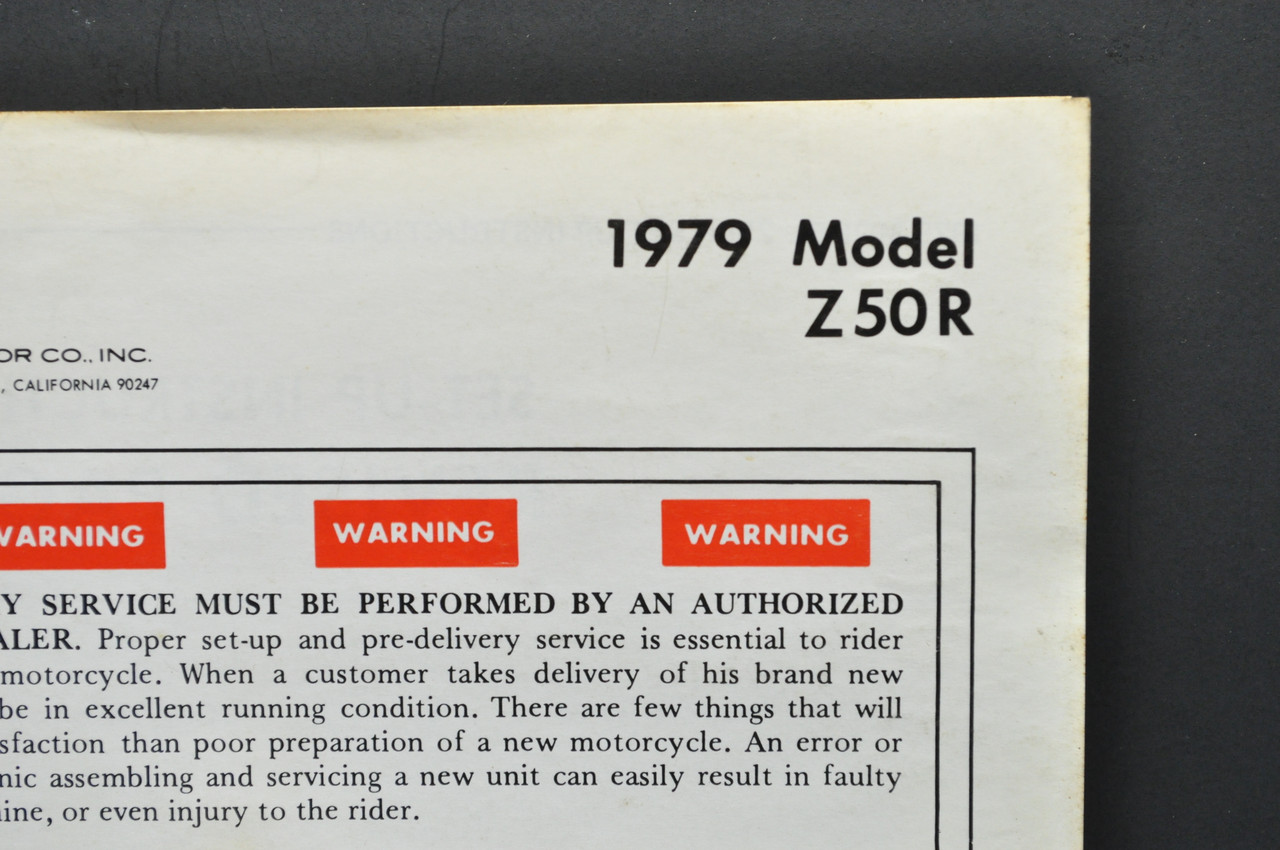 1979 Model
Z50R
OR CO., INC.
, CALIFORNIA 90247
WARNING WARNING WARNING
Y SERVICE MUST BE PERFORMED BY AN AUTHORIZED
ALER. Proper set-up and pre-delivery service is essential to rider
motorcycle. When a customer takes delivery of his brand new
be in excellent running condition. There are few things that will
sfaction than poor preparation of a new motorcycle. An error or
nic assembling and servicing a new unit can easily result in faulty
ine, or even injury to the rider.